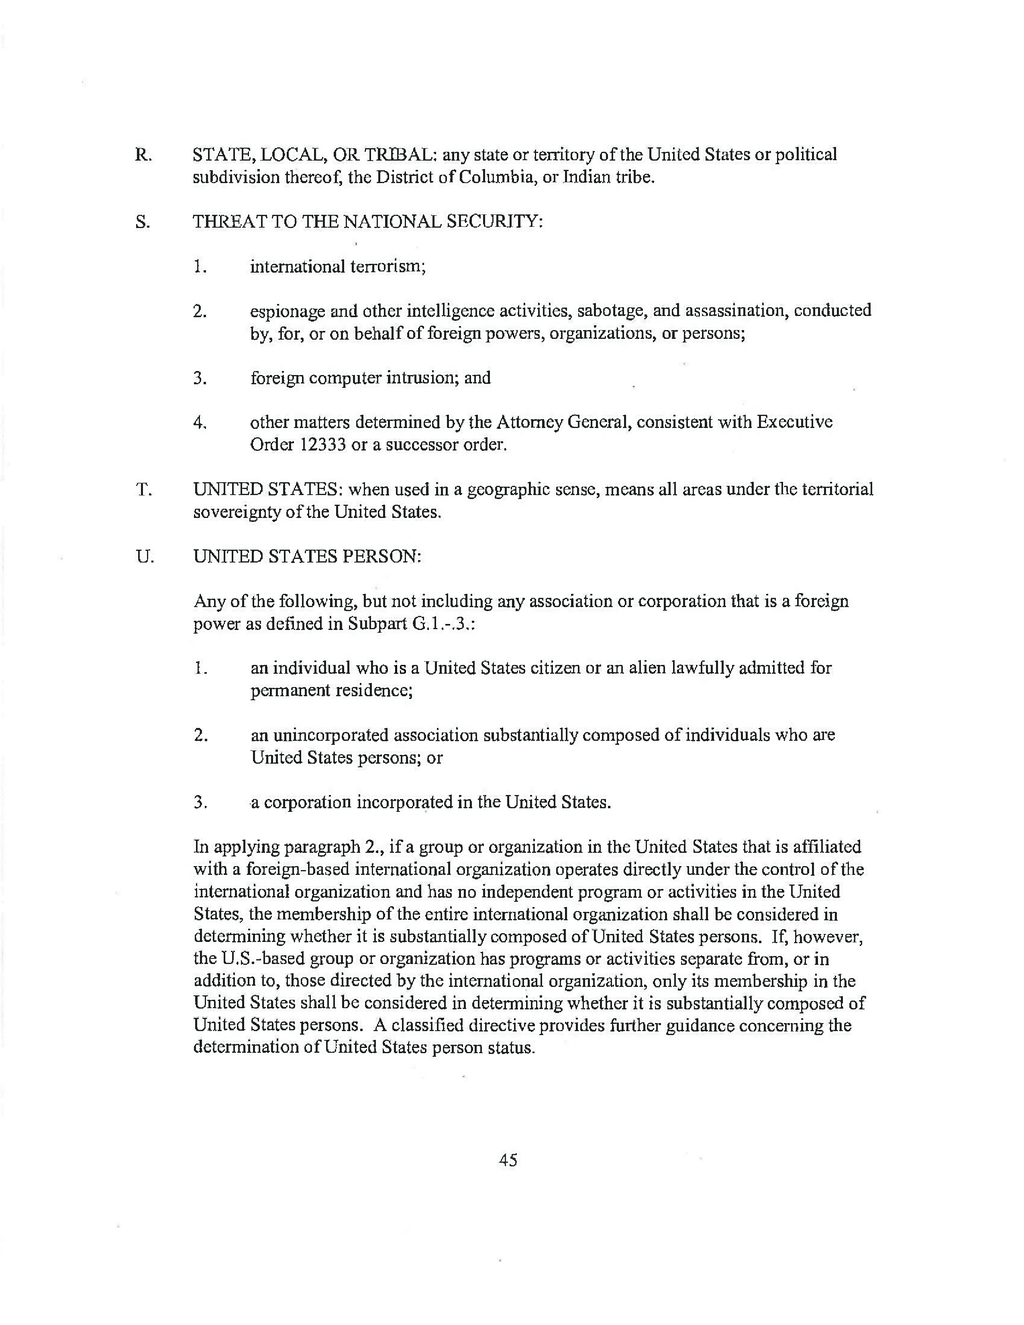 R. STATE, LOCAL, OR TRIBAL: any state or territory of the United States or political
subdivision thereof, the District of Columbia, or Indian tribe.
S. THREAT TO THE NATIONAL SECURITY:
1. international terrorism;
2. espionage and other intelligence activities, sabotage, and assassination, conducted
by, for, or on behalf of foreign powers, organizations, or persons;
3. foreign computer intrusion; and
4. other matters determined by the Attorney General, consistent with Executive
Order 12333 or a successor order.
T. UNITED STATES: when used in a geographic sense, means all areas under the territorial
sovereignty of the United States.
U. UNITED STATES PERSON:
Any of the following, but not including any association or corporation that is a foreign
power as defined in Subpart G.1.-.3.:
1. an individual who is a United States citizen or an alien lawfully admitted for
permanent residence;
2. an unincorporated association substantially composed of individuals who are
United States persons; or
3. a corporation incorporated in the United States.
In applying paragraph 2., if a group or organization in the United States that is affiliated
with a foreign-based international organization operates directly under the control of the
international organization and has no independent program or activities in the United
States, the membership of the entire international organization shall be considered in
determining whether it is substantially composed of United States persons. If, however,
the U.S.-based group or organization has programs or activities separate from, or in
addition to, those directed by the international organization, only its membership in the
United States shall be considered in determining whether it is substantially composed of
United States persons. A classified directive provides further guidance concerning the
determination of United States person status.
45